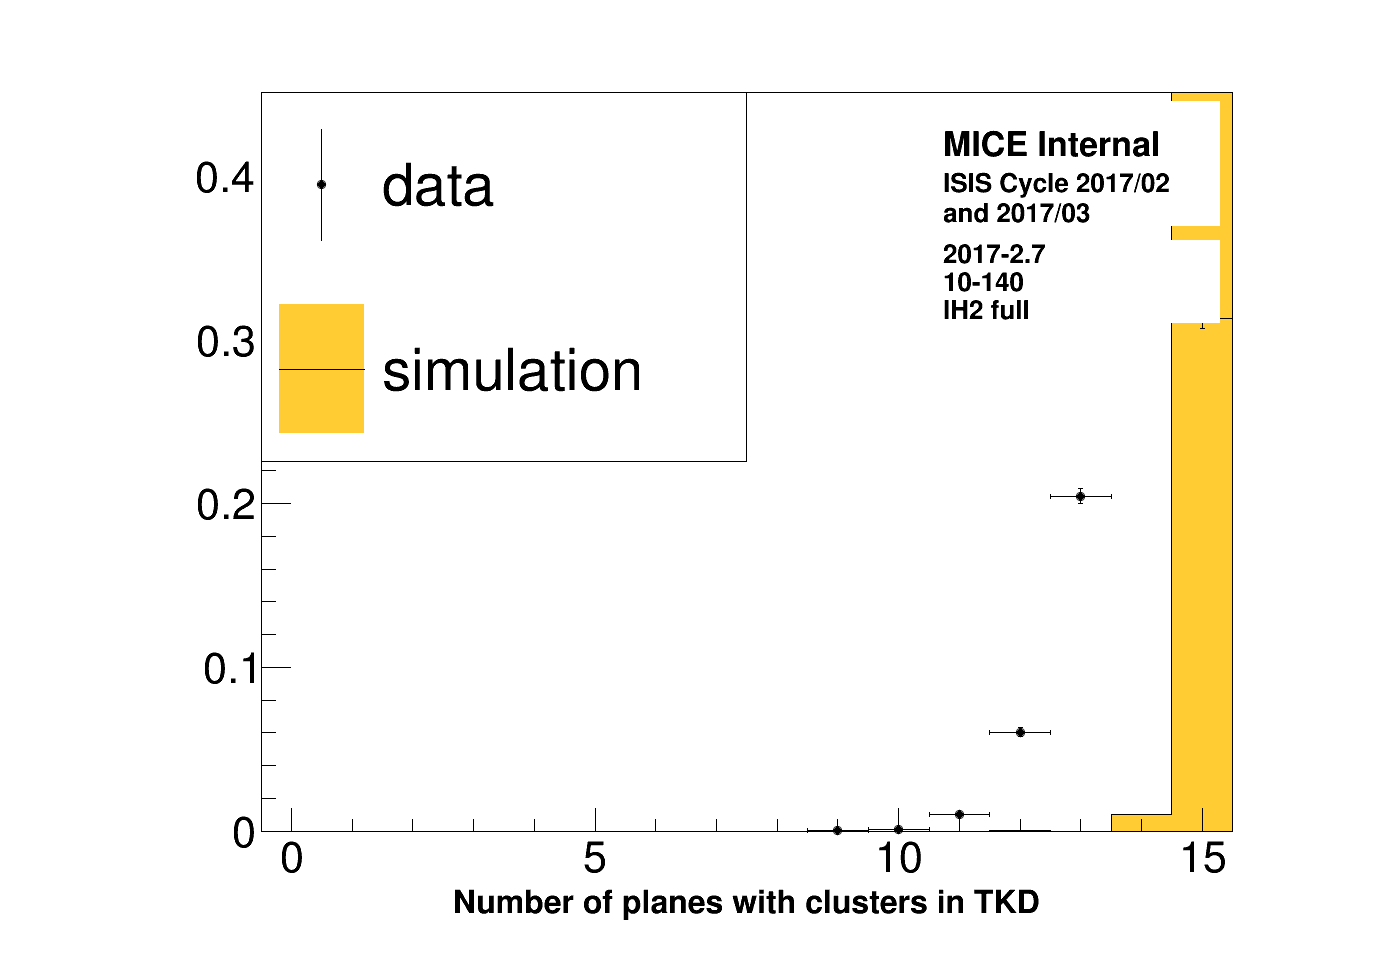 data
simulation
MICE Internal
ISIS Cycle 2017/02
and 2017/03
2017-2.7
10-140
lH2 full
0.4
0.3
0.2
0.1
0
0 5 10 15
Number of planes with clusters in TKD